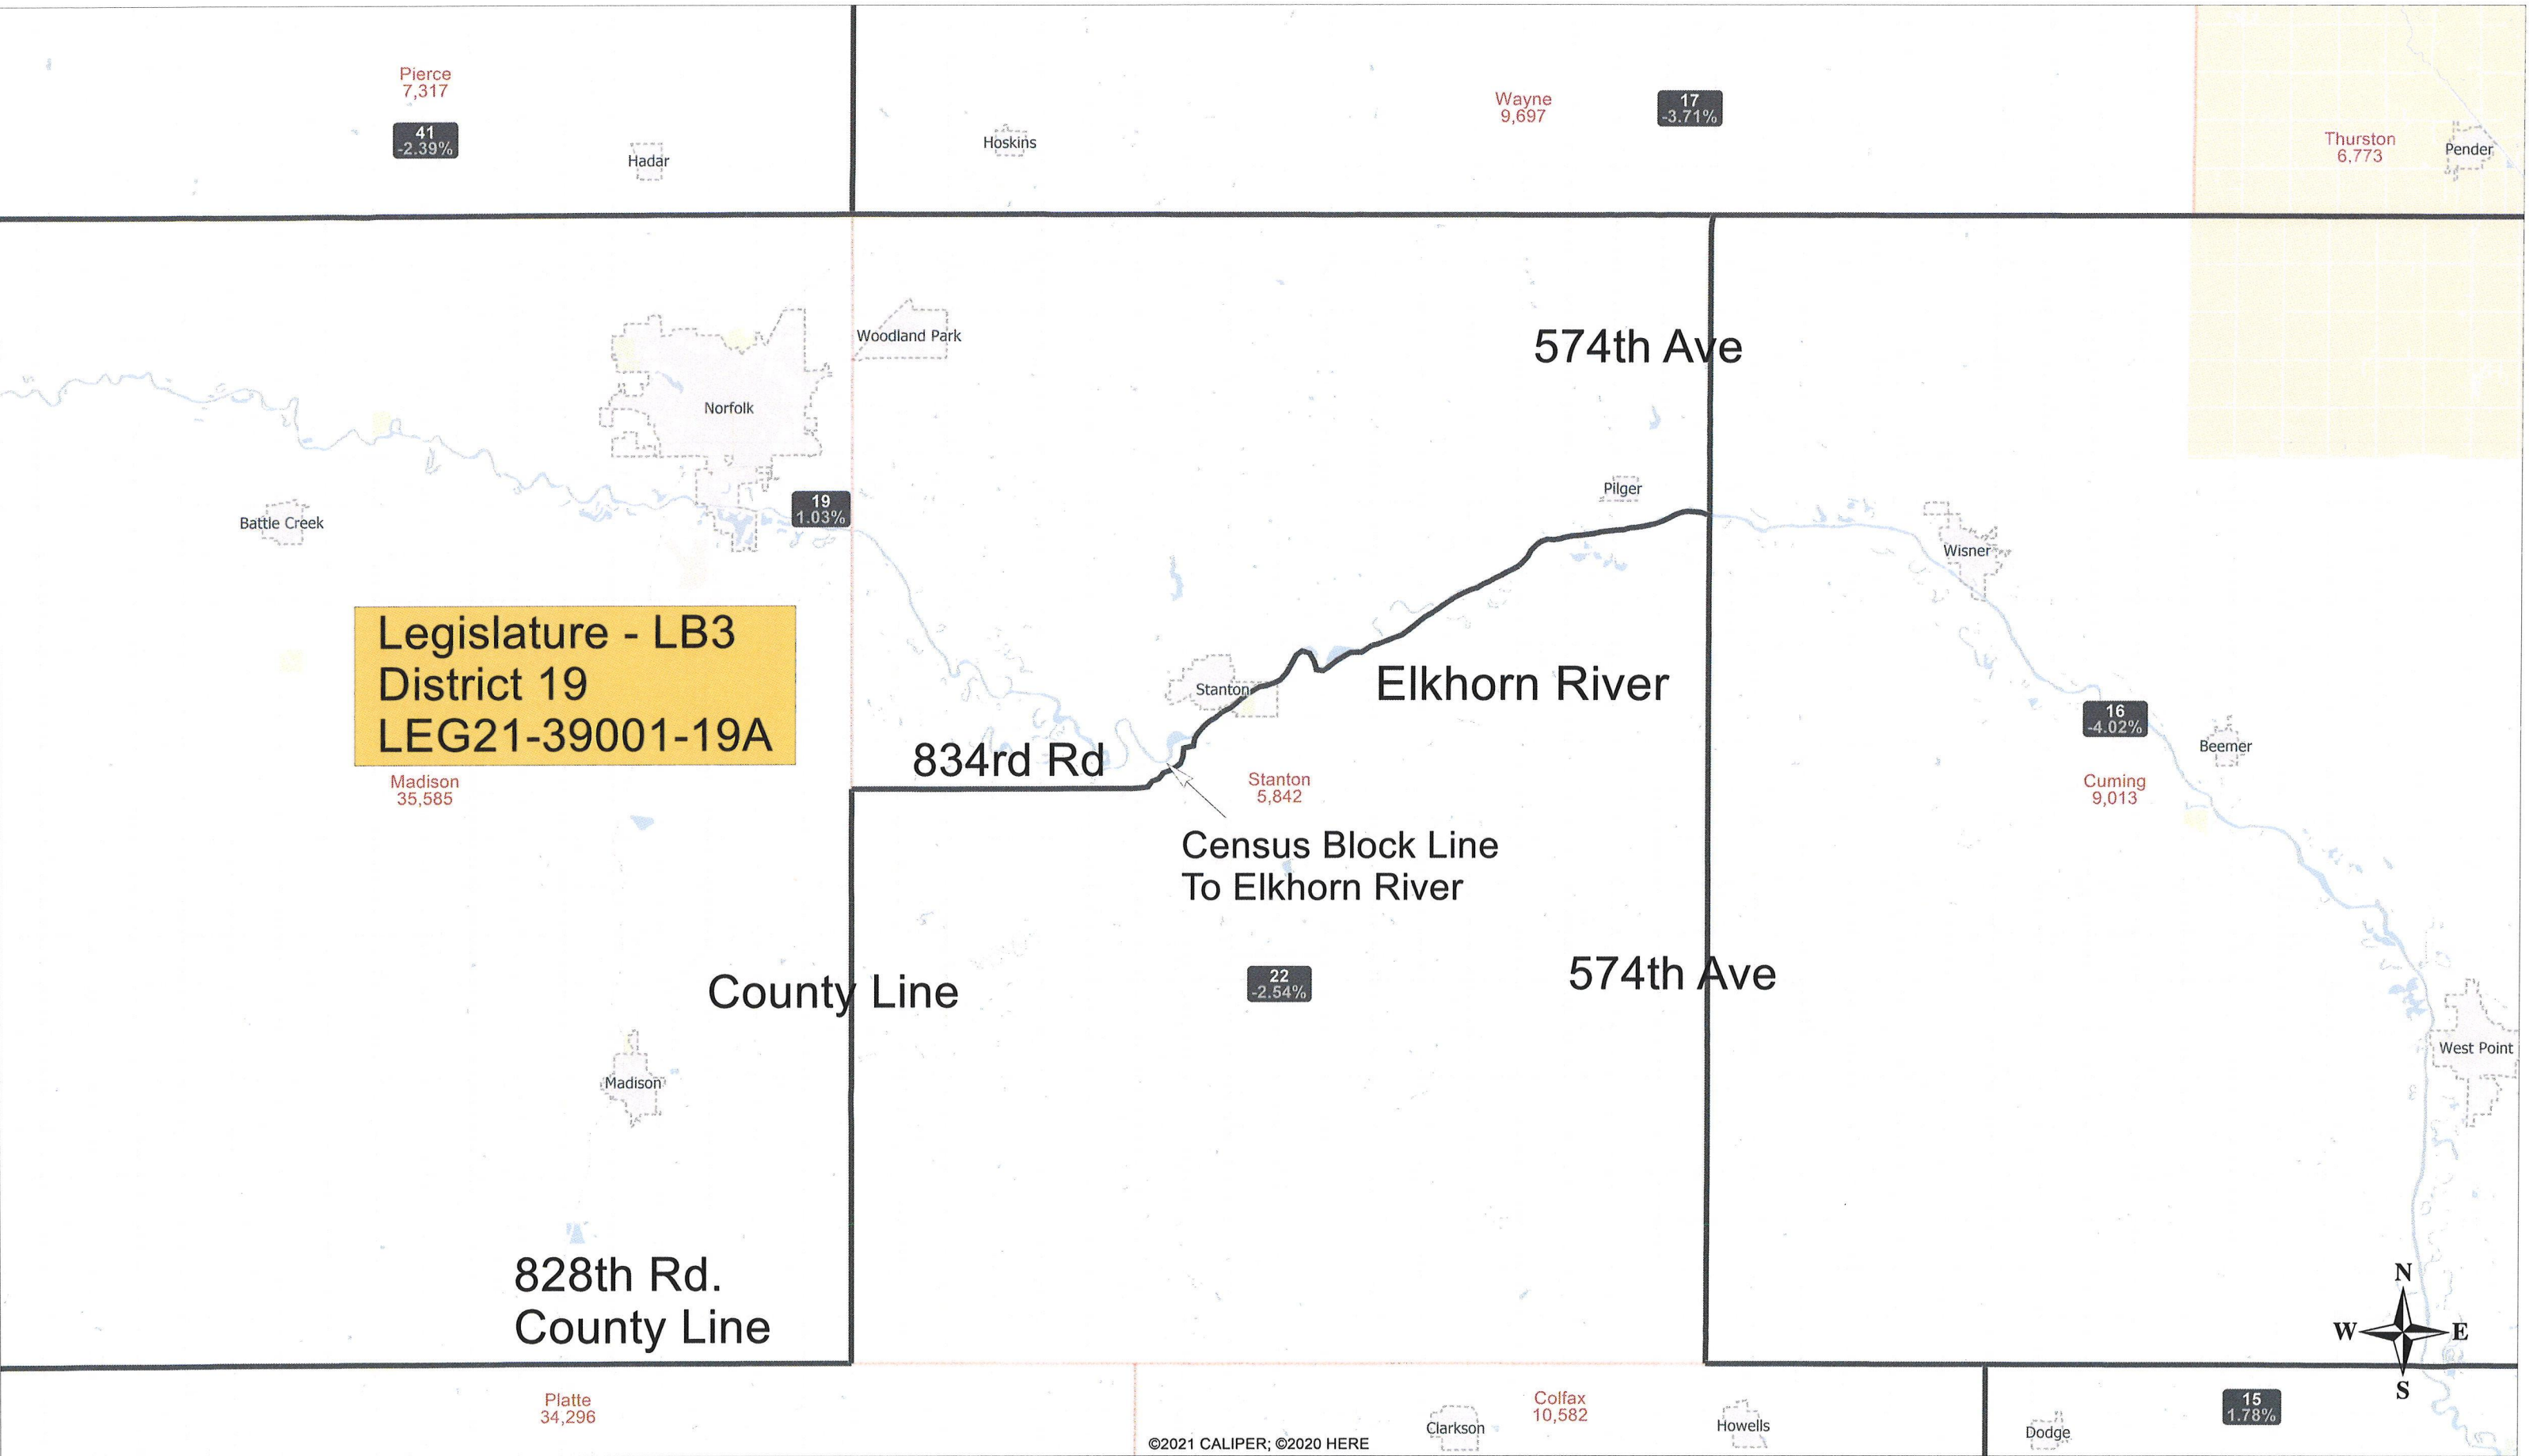 Pierce
7,317
41
-2.39%
Hadar
Hoskins
Wayne
9,697
17
-3.71%
Thurston
6,773
Pender
Woodland Park
574th Ave
Norfolk
Pilger
Battle Creek
19
1.03%
Wisner
Legislature - LB3
District 19
LEG21-39001-19A
Madison
35,585
Stanton
Elkhorn River
834rd Rd
Stanton
5,842
16
-4.02%
Beemer
Cuming
9,013
Census Block Line
To Elkhorn River
County Line
22
-2.54%
574th Ave
West Point
Madison
828th Rd.
County Line
N
W
E
S
Platte
34,296
Clarkson
Colfax
10,582
Howells
Dodge
15
1.78%
©2021 CALIPER; ©2020 HERE